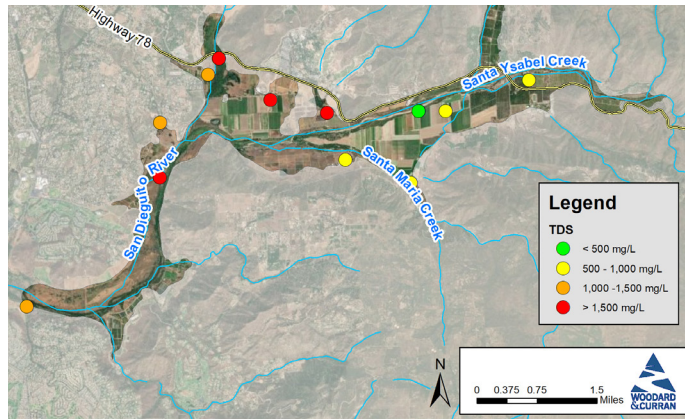 Highway 78
Santa Ysabel Creek
San Dieguito River
Santa Maria Creek
Legend
TDS
< 500 mg/L
500 - 1,000 mg/L
1,000 -1,500 mg/L
> 1,500 mg/L
N
0 0.375 0.75 1.5
Miles
WOODARD
&CURRAN